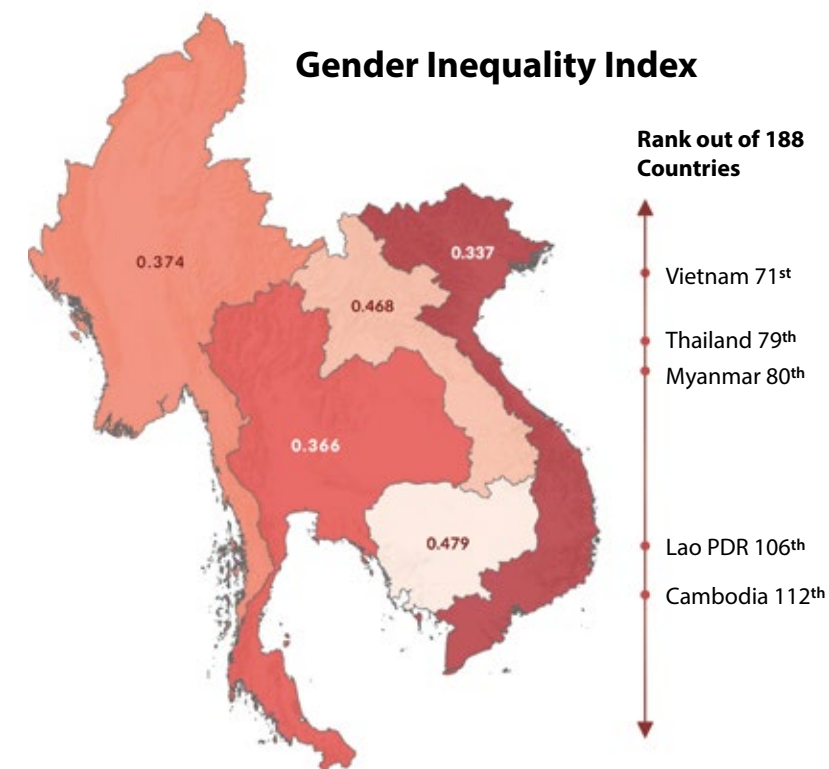 Gender Inequality Index
Rank out of 188
Countries
0.374
0.337
0.468
0.366
0.479
Vietnam 71st
Thailand 79th
Myanmar 80th
Lao PDR 106th
Cambodia 112th